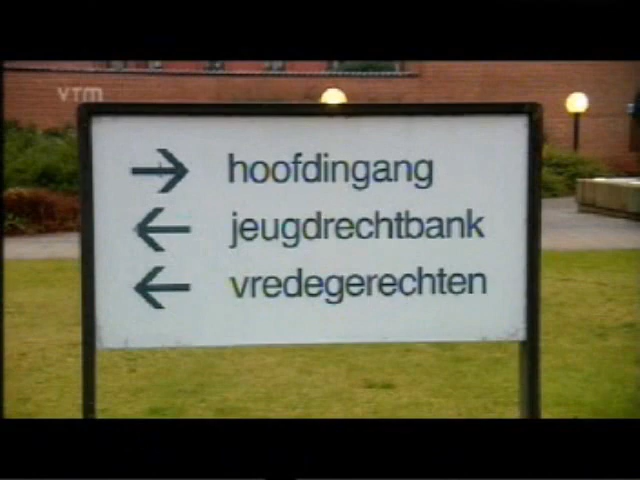 vtm
→ hoofdingang
← jeugdrechtbank
← vredegerechten